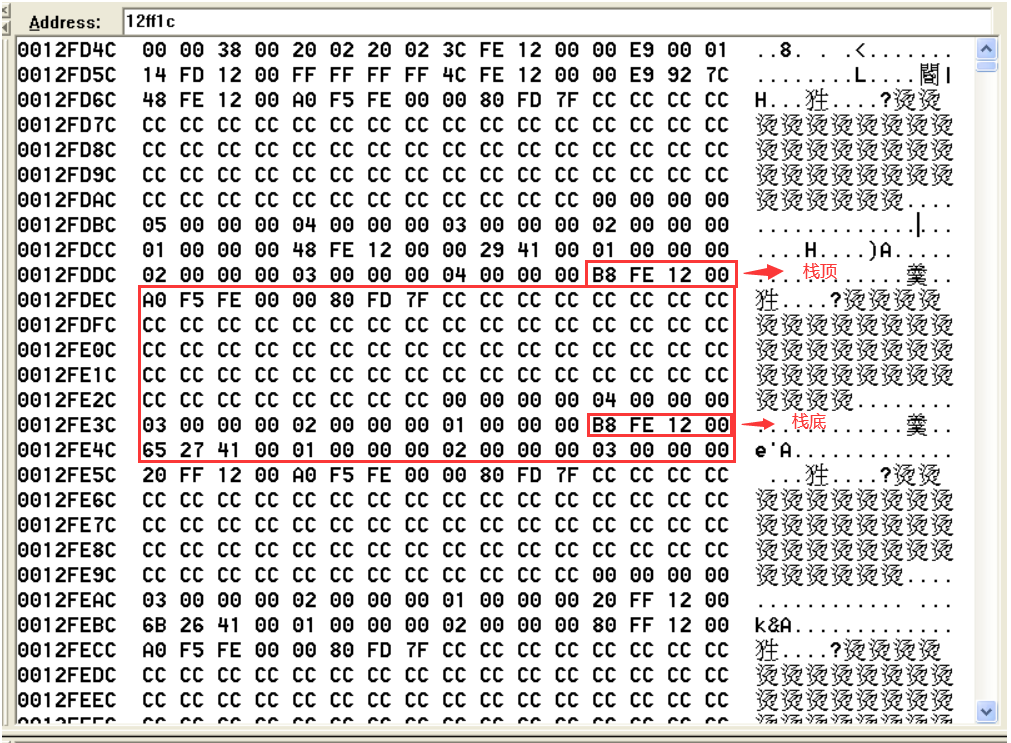 Address: 12ff1c
0012FD4C 00 00 38 00 20 02 20 02 3C FE 12 00 00 E9 00 01 ..8. . .<.......
0012FD5C 14 FD 12 00 FF FF FF FF 4C FE 12 00 00 E9 92 7C ........L....閽|
0012FD6C 48 FE 12 00 A0 F5 FE 00 00 80 FD 7F CC CC CC CC H...狌....?烫烫
0012FD7C CC CC CC CC CC CC CC CC CC CC CC CC CC CC CC CC 烫烫烫烫烫烫烫烫
0012FD8C CC CC CC CC CC CC CC CC CC CC CC CC CC CC CC CC 烫烫烫烫烫烫烫烫
0012FD9C CC CC CC CC CC CC CC CC CC CC CC CC CC CC CC CC 烫烫烫烫烫烫烫烫
0012FDAC CC CC CC CC CC CC CC CC CC CC CC CC 00 00 00 00 烫烫烫烫烫烫....
0012FDBC 05 00 00 00 04 00 00 00 03 00 00 00 02 00 00 00 ................
0012FDCC 01 00 00 00 48 FE 12 00 00 29 41 00 01 00 00 00 ....H....)A.....
0012FDDC 02 00 00 00 03 00 00 00 04 00 00 00 B8 FE 12 00 ............羹..
栈顶
0012FDEC A0 F5 FE 00 00 80 FD 7F CC CC CC CC CC CC CC CC 狌....?烫烫烫烫
0012FDFC CC CC CC CC CC CC CC CC CC CC CC CC CC CC CC CC 烫烫烫烫烫烫烫烫
0012FE0C CC CC CC CC CC CC CC CC CC CC CC CC CC CC CC CC 烫烫烫烫烫烫烫烫
0012FE1C CC CC CC CC CC CC CC CC CC CC CC CC CC CC CC CC 烫烫烫烫烫烫烫烫
0012FE2C CC CC CC CC CC CC CC CC 00 00 00 00 04 00 00 00 烫烫烫烫........
0012FE3C 03 00 00 00 02 00 00 00 01 00 00 00 B8 FE 12 00 ............羹..
栈底
0012FE4C 65 27 41 00 01 00 00 00 02 00 00 00 03 00 00 00 e'A.............
0012FE5C 20 FF 12 00 A0 F5 FE 00 00 80 FD 7F CC CC CC CC ...狌....?烫烫
0012FE6C CC CC CC CC CC CC CC CC CC CC CC CC CC CC CC CC 烫烫烫烫烫烫烫烫
0012FE7C CC CC CC CC CC CC CC CC CC CC CC CC CC CC CC CC 烫烫烫烫烫烫烫烫
0012FE8C CC CC CC CC CC CC CC CC CC CC CC CC CC CC CC CC 烫烫烫烫烫烫烫烫
0012FE9C CC CC CC CC CC CC CC CC CC CC CC CC 00 00 00 00 烫烫烫烫烫烫....
0012FEAC 03 00 00 00 02 00 00 00 01 00 00 00 20 FF 12 00 ............ ...
0012FEBC 6B 26 41 00 01 00 00 00 02 00 00 00 80 FF 12 00 k&A.............
0012FECC A0 F5 FE 00 00 80 FD 7F CC CC CC CC CC CC CC CC 狌....?烫烫烫烫
0012FEDC CC CC CC CC CC CC CC CC CC CC CC CC CC CC CC CC 烫烫烫烫烫烫烫烫
0012FEEC CC CC CC CC CC CC CC CC CC CC CC CC CC CC CC CC 烫烫烫烫烫烫烫烫